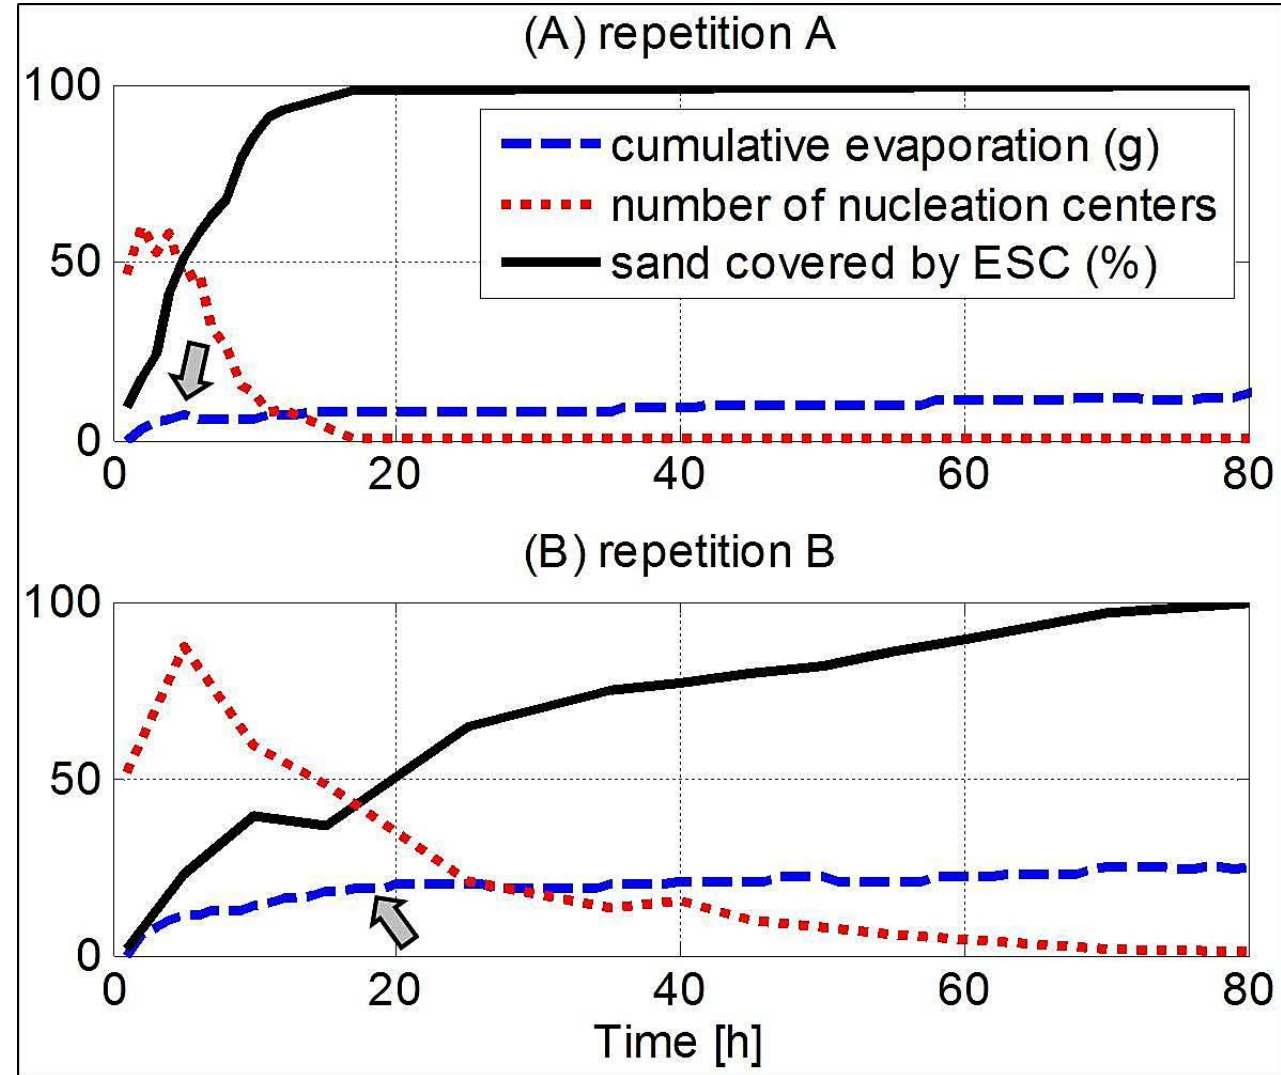 (A) repetition A
100
50
0
cumulative evaporation (g)
number of nucleation centers
sand covered by ESC (%)
0 20 40 60 80
(B) repetition B
100
50
0
0 20 40 60 80
Time [h]